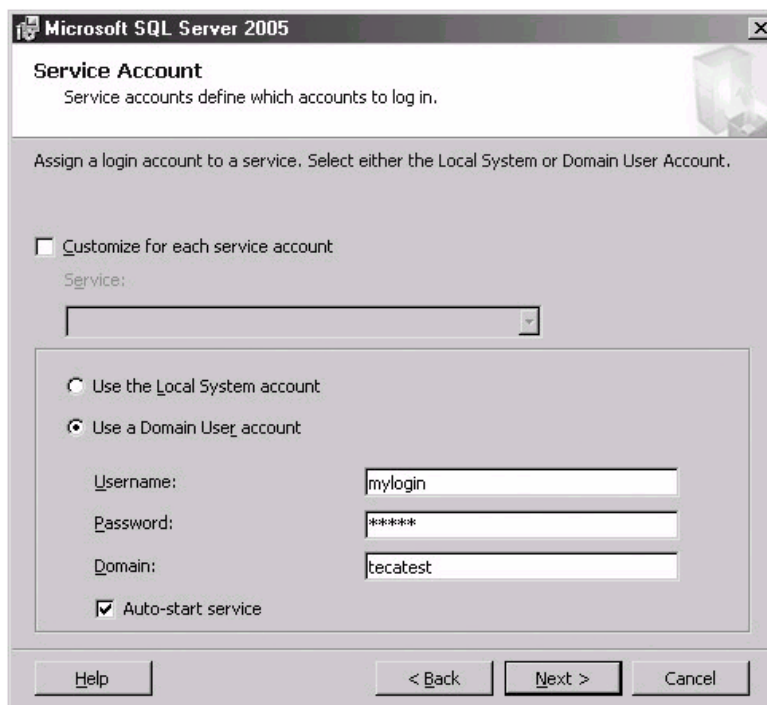 Microsoft SQL Server 2005
Service Account
Service accounts define which accounts to log in.
Assign a login account to a service. Select either the Local System or Domain User Account.
Customize for each service account
Service:
Use the Local System account
Use a Domain User account
Username:
mylogin
Password:
*****
Domain:
tecatest
Auto-start service
Help
< Back
Next >
Cancel